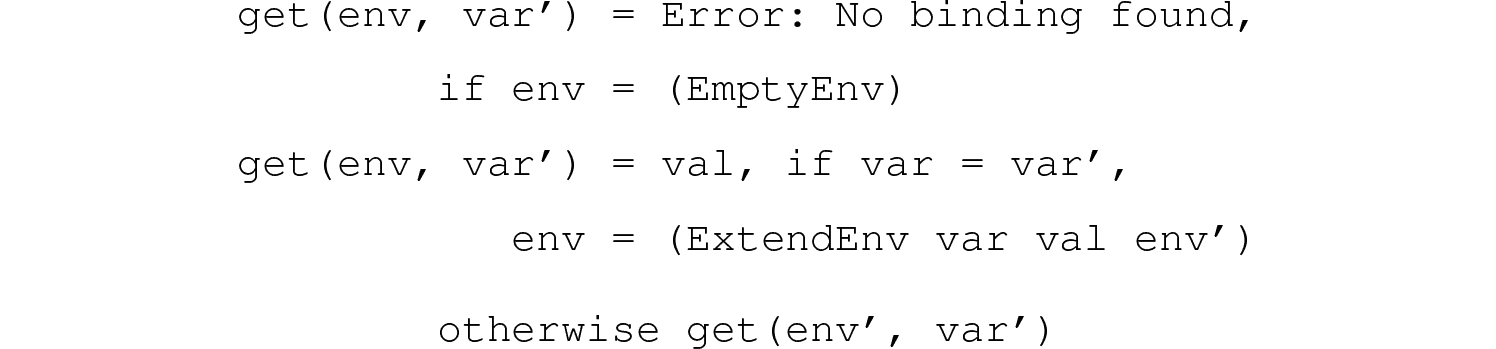 get(env, var′) = Error: No binding found,
if env = (EmptyEnv)
get(env, var′) = val, if var = var′,
env = (ExtendEnv var val env′)
otherwise get(env′, var′)